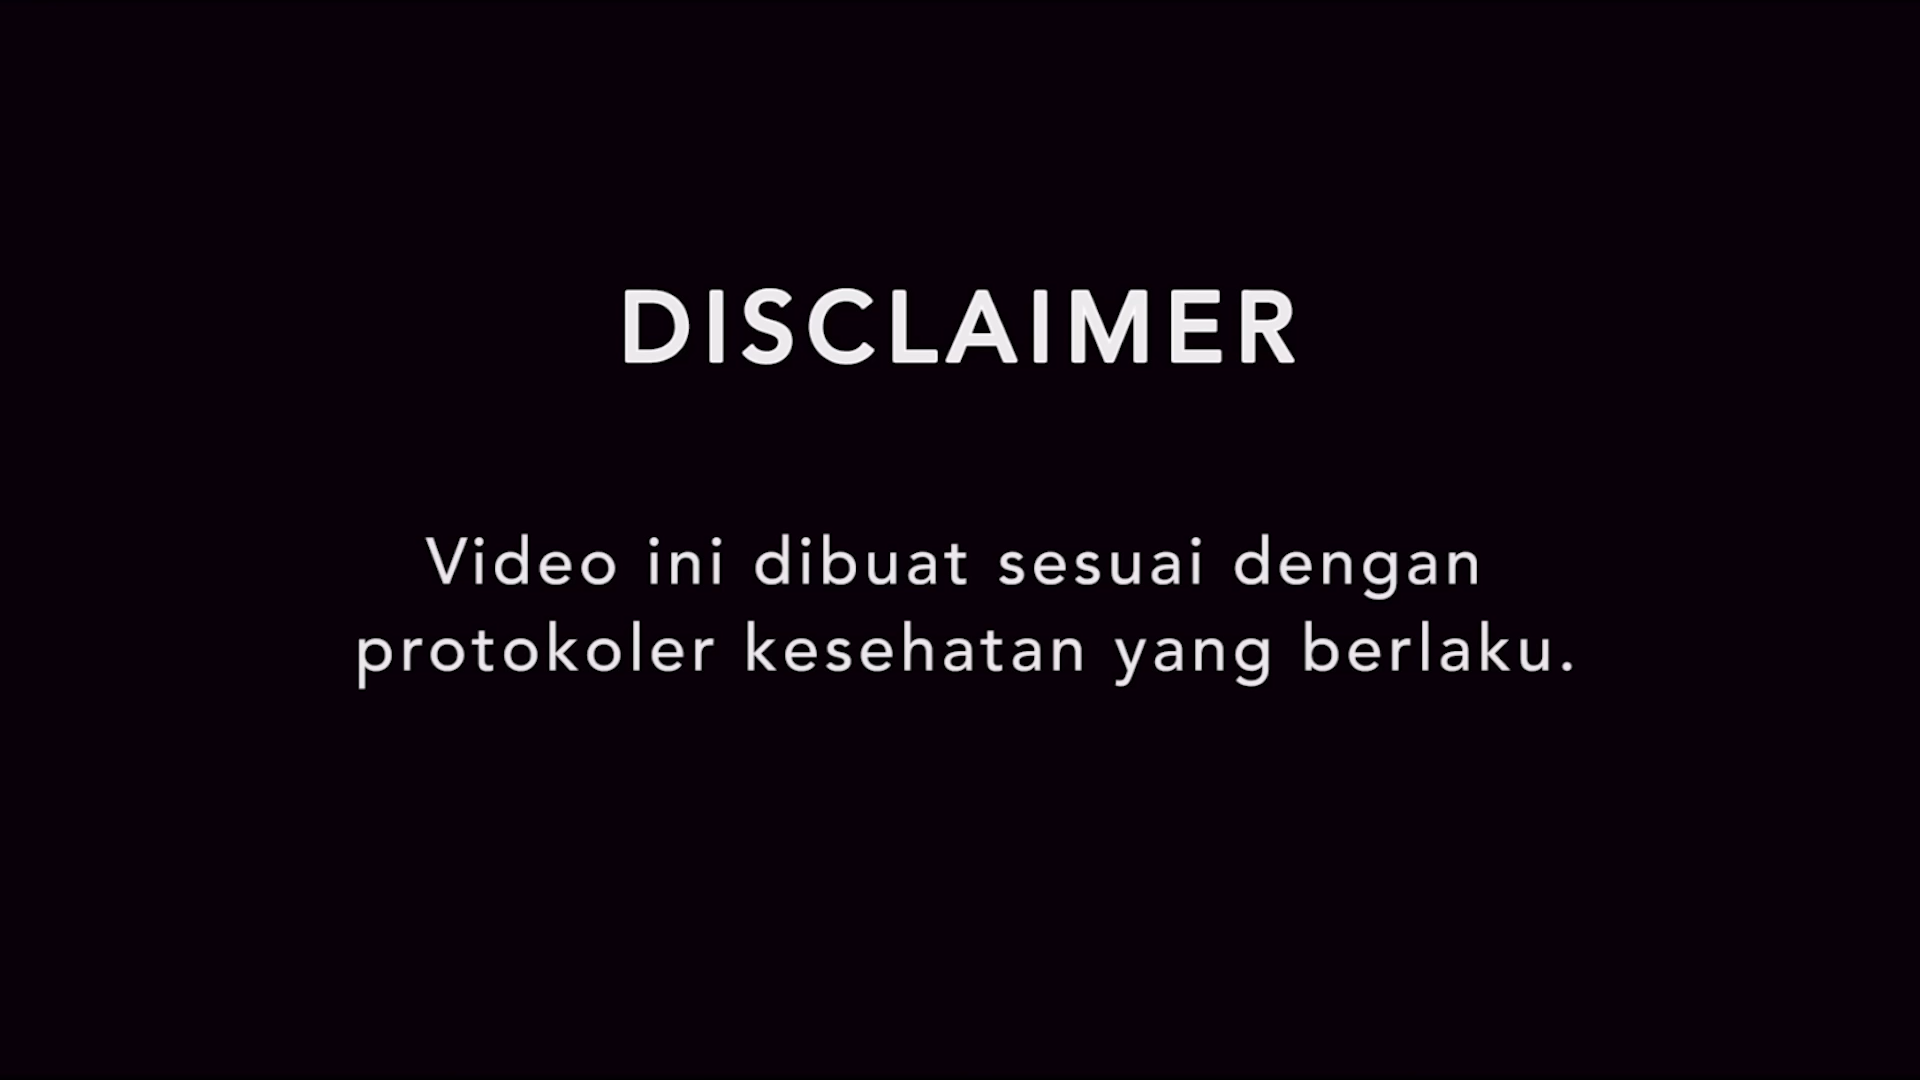 DISCLAIMER
Video ini dibuat sesuai dengan
protokoler kesehatan yang berlaku.